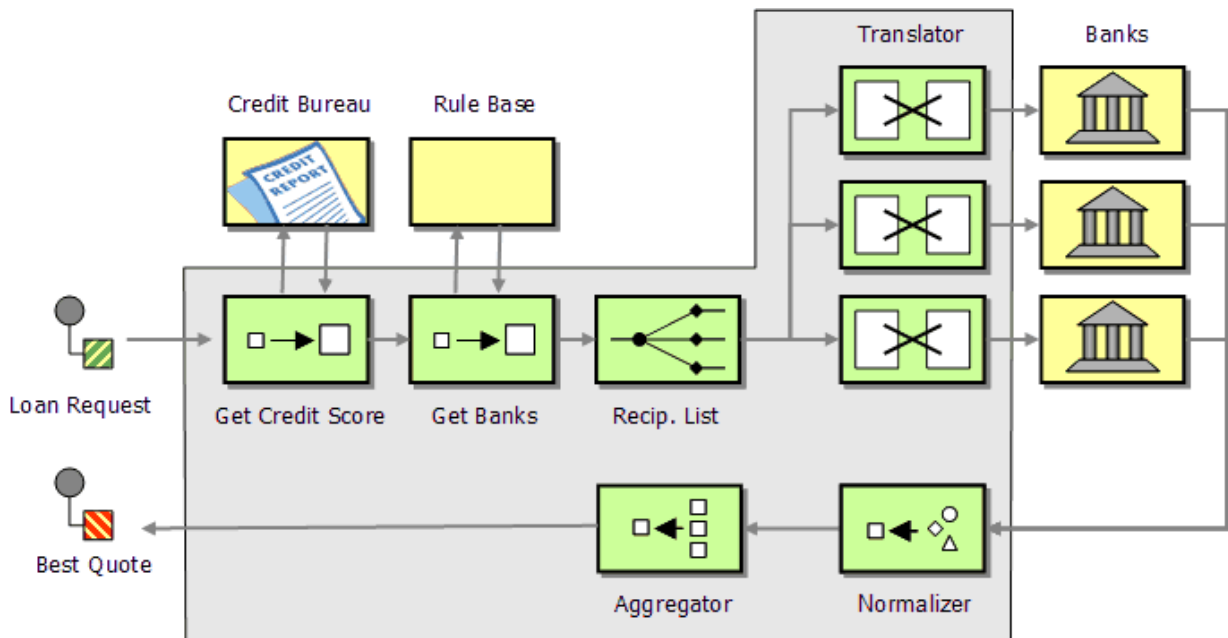 Translator
Banks
Credit Bureau
Rule Base
CREDIT
REPORT
Loan Request
Get Credit Score
Get Banks
Recip. List
Best Quote
Aggregator
Normalizer